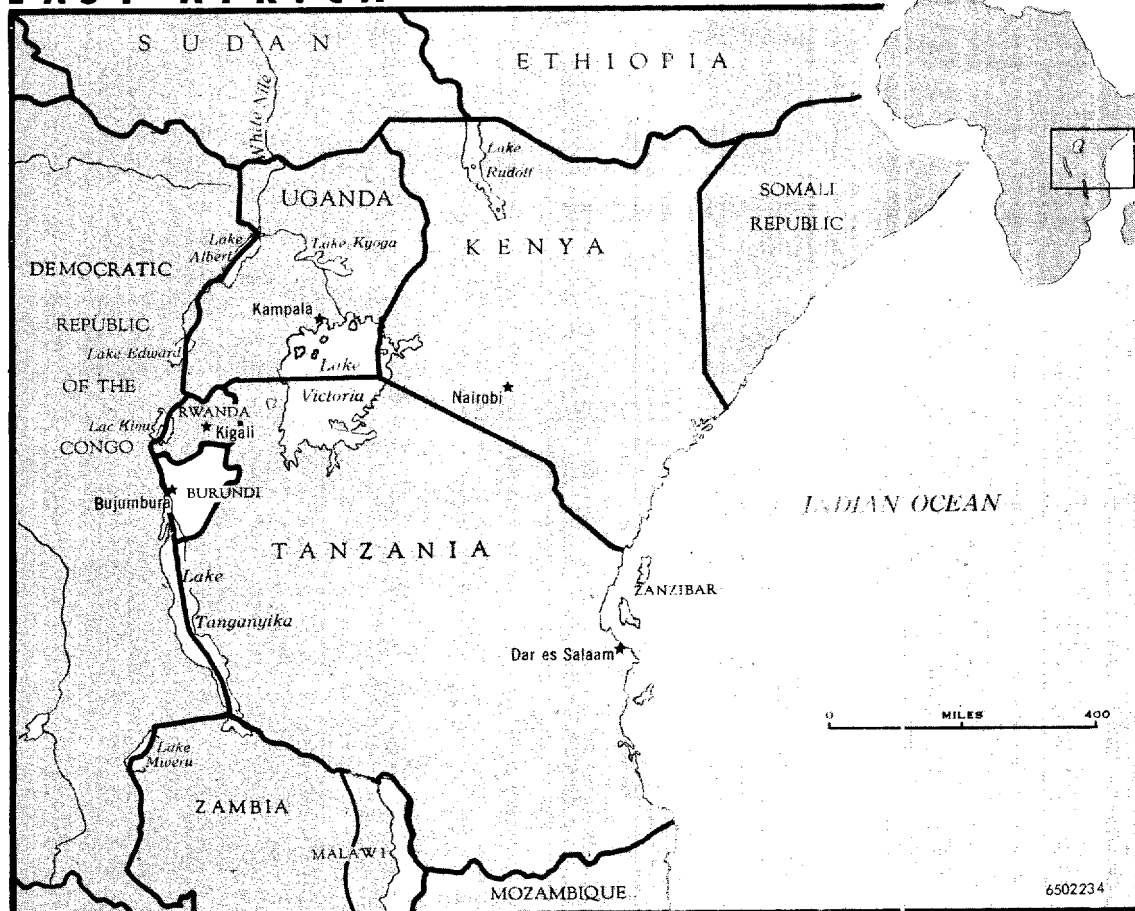 SUDAN
ETHIOPIA
White Nile
Lake
Rudolf
UGANDA
SOMALI
REPUBLIC
KENYA
Lake
Albert
Lake Kyoga
DEMOCRATIC
REPUBLIC
OF THE
CONGO
Kampala
Lake Edward
Lake
Victoria
Nairobi
RWANDA
Kigali
Lac Kivu
Bujumbura
BURUNDI
OCEAN
TANZANIA
Lake
Tanganyika
ZANZIBAR
Dar es Salaam
0 MILES 400
Lake
Mweru
ZAMBIA
MALAWI
MOZAMBIQUE
6502234